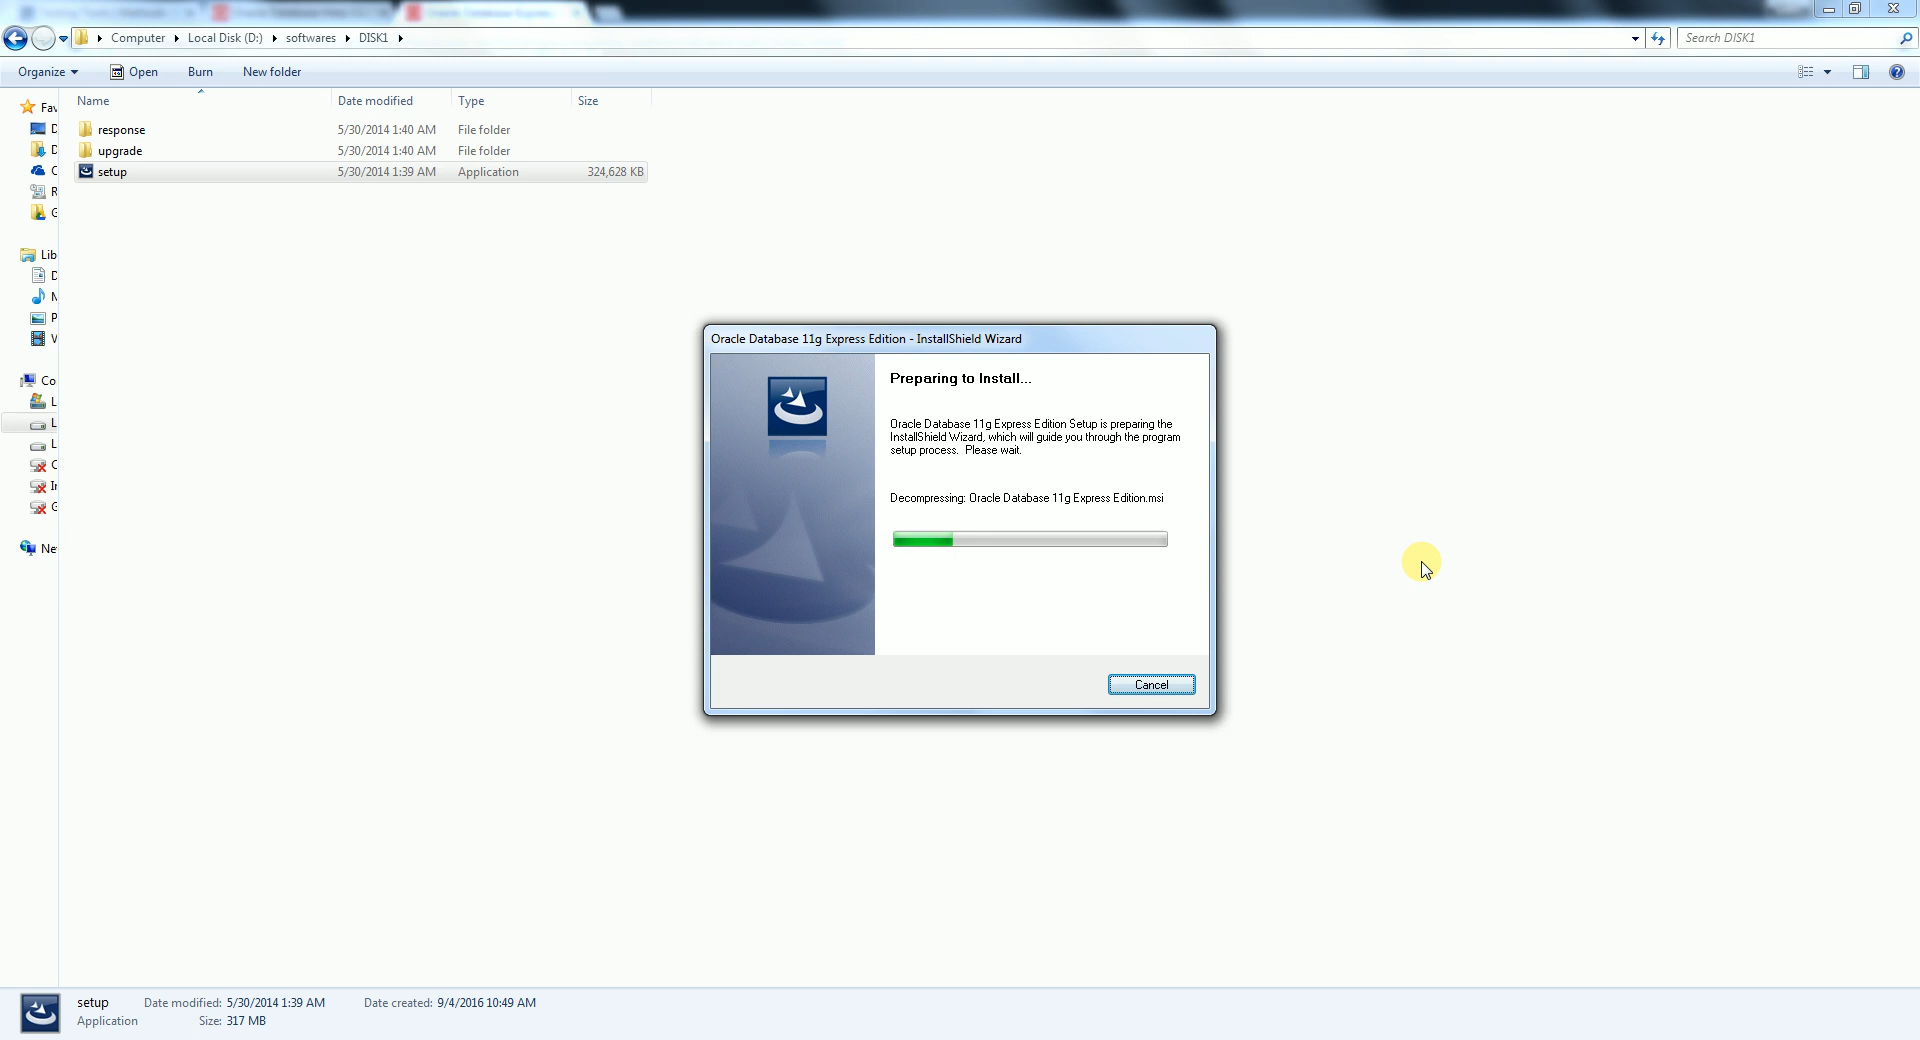 Computer Local Disk (D:) softwares DISK1
Search DISK1
Organize Open Burn New folder
Name Date modified Type Size
response 5/30/2014 1:40 AM File folder
upgrade 5/30/2014 1:40 AM File folder
setup 5/30/2014 1:39 AM Application 324,628 KB
Fav
D
D
C
R
G
Lib
D
M
P
V
Co
L
L
L
C
In
G
Ne
Oracle Database 11g Express Edition - InstallShield Wizard
Preparing to Install...
Oracle Database 11g Express Edition Setup is preparing the
InstallShield Wizard, which will guide you through the program
setup process. Please wait.
Decompressing: Oracle Database 11g Express Edition.msi
Cancel
setup Date modified: 5/30/2014 1:39 AM Date created: 9/4/2016 10:49 AM
Application Size: 317 MB